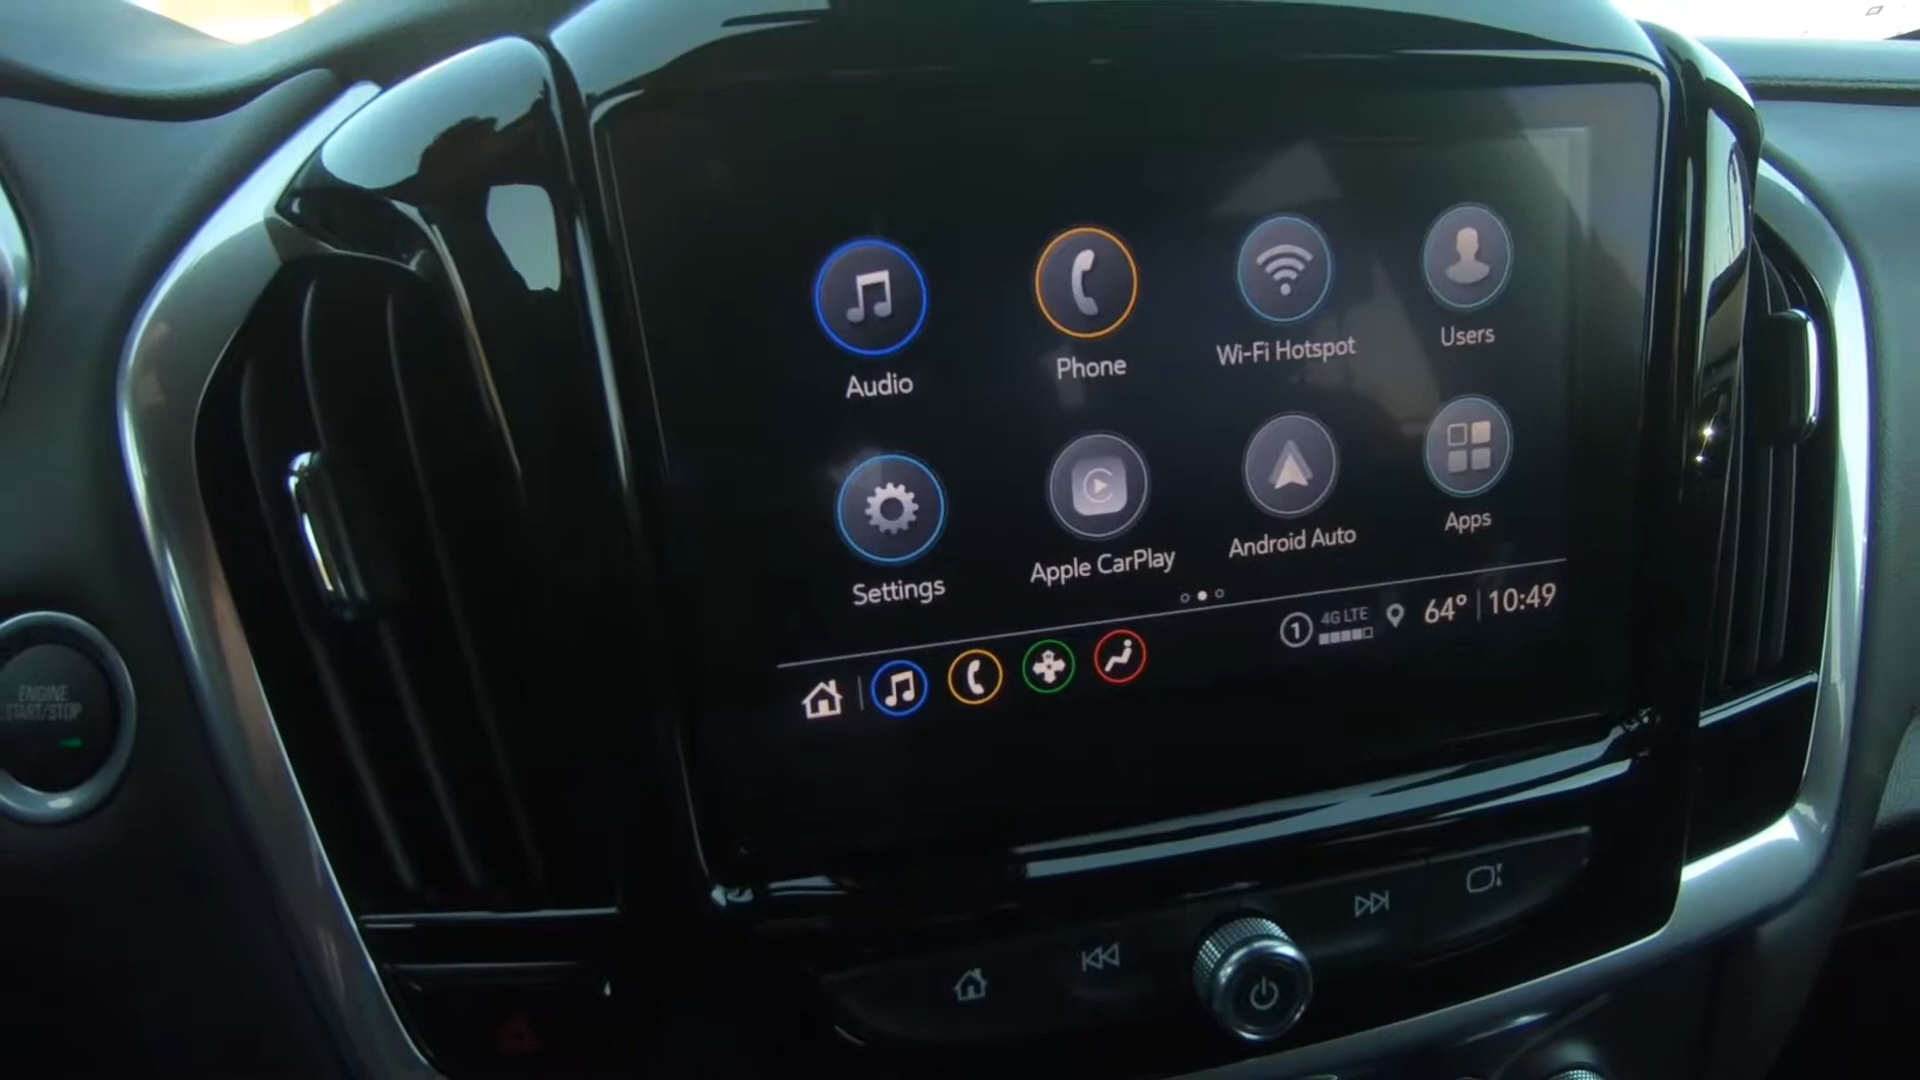 Audio
Phone
Wi-Fi Hotspot
Users
Settings
Apple CarPlay
Android Auto
Apps
1
4G LTE
64° 10:49
ENGINE
START/STOP